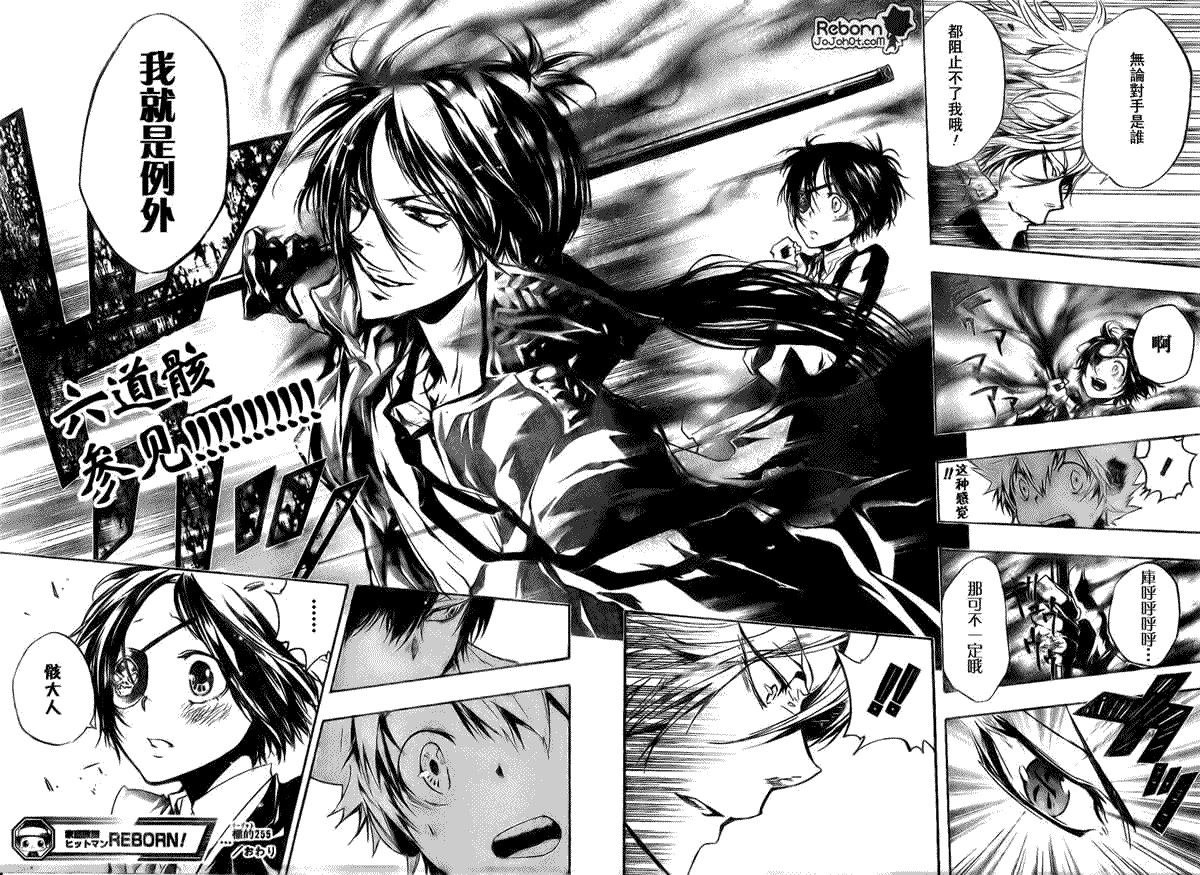 無論對手是誰
都阻止不了我哦!
啊
!
这种感觉
!!
庫呼呼呼呼…
那可不一定哦
Reborn
JoJoHOt.coM
我就是例外
六道骸
参见!!!!!!!!!!!!
!!
……
骸大人
家庭教師
ヒットマンREBORN!
標的255
…／おわり